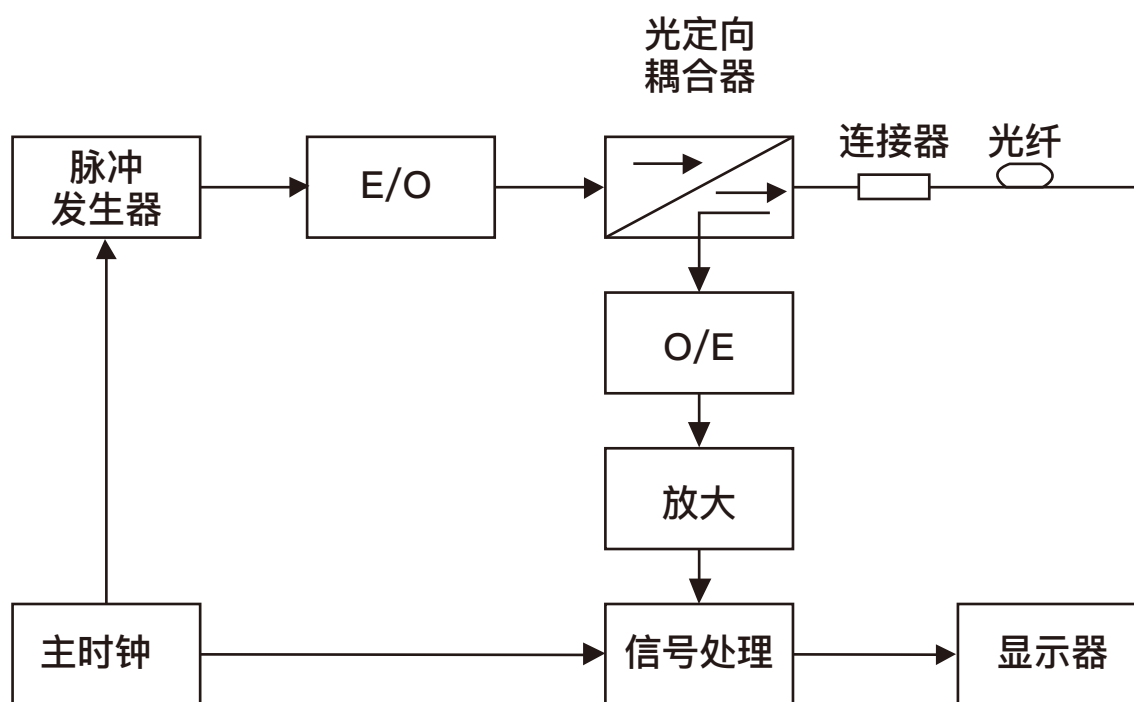 光定向
耦合器
连接器
光纤
脉冲
发生器
E/O
O/E
放大
主时钟
信号处理
显示器